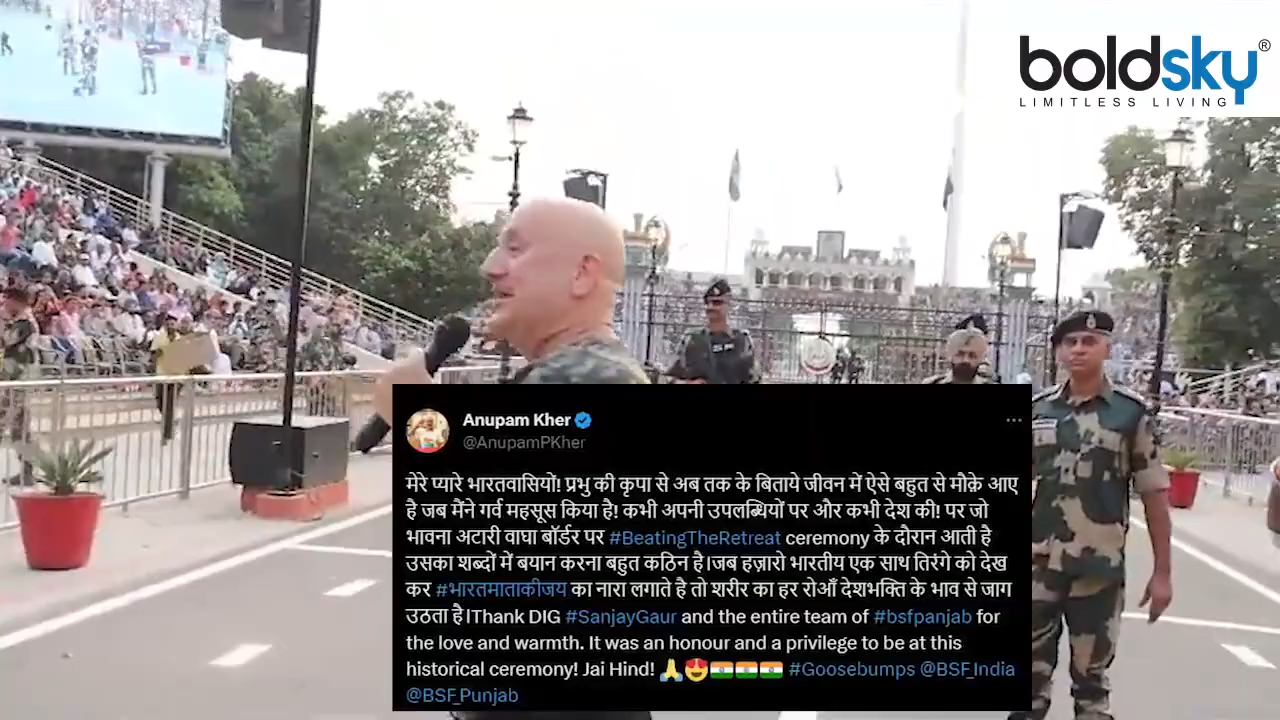 boldsky®
LIMITLESS LIVING
Anupam Kher
@AnupamPKher
मेरे प्यारे भारतवासियों! प्रभु की कृपा से अब तक के बिताये जीवन में ऐसे बहुत से मौक़े आए
है जब मैंने गर्व महसूस किया है! कभी अपनी उपलब्धियों पर और कभी देश की! पर जो
भावना अटारी वाघा बॉर्डर पर #BeatingTheRetreat ceremony के दौरान आती है
उसका शब्दों में बयान करना बहुत कठिन है।जब हज़ारो भारतीय एक साथ तिरंगे को देख
कर #भारतमाताकीजय का नारा लगाते है तो शरीर का हर रोआँ देशभक्ति के भाव से जाग
उठता है।Thank DIG #SanjayGaur and the entire team of #bsfpanjab for
the love and warmth. It was an honour and a privilege to be at this
historical ceremony! Jai Hind! 🙏😍🇮🇳🇮🇳🇮🇳 #Goosebumps @BSF_India
@BSF_Punjab